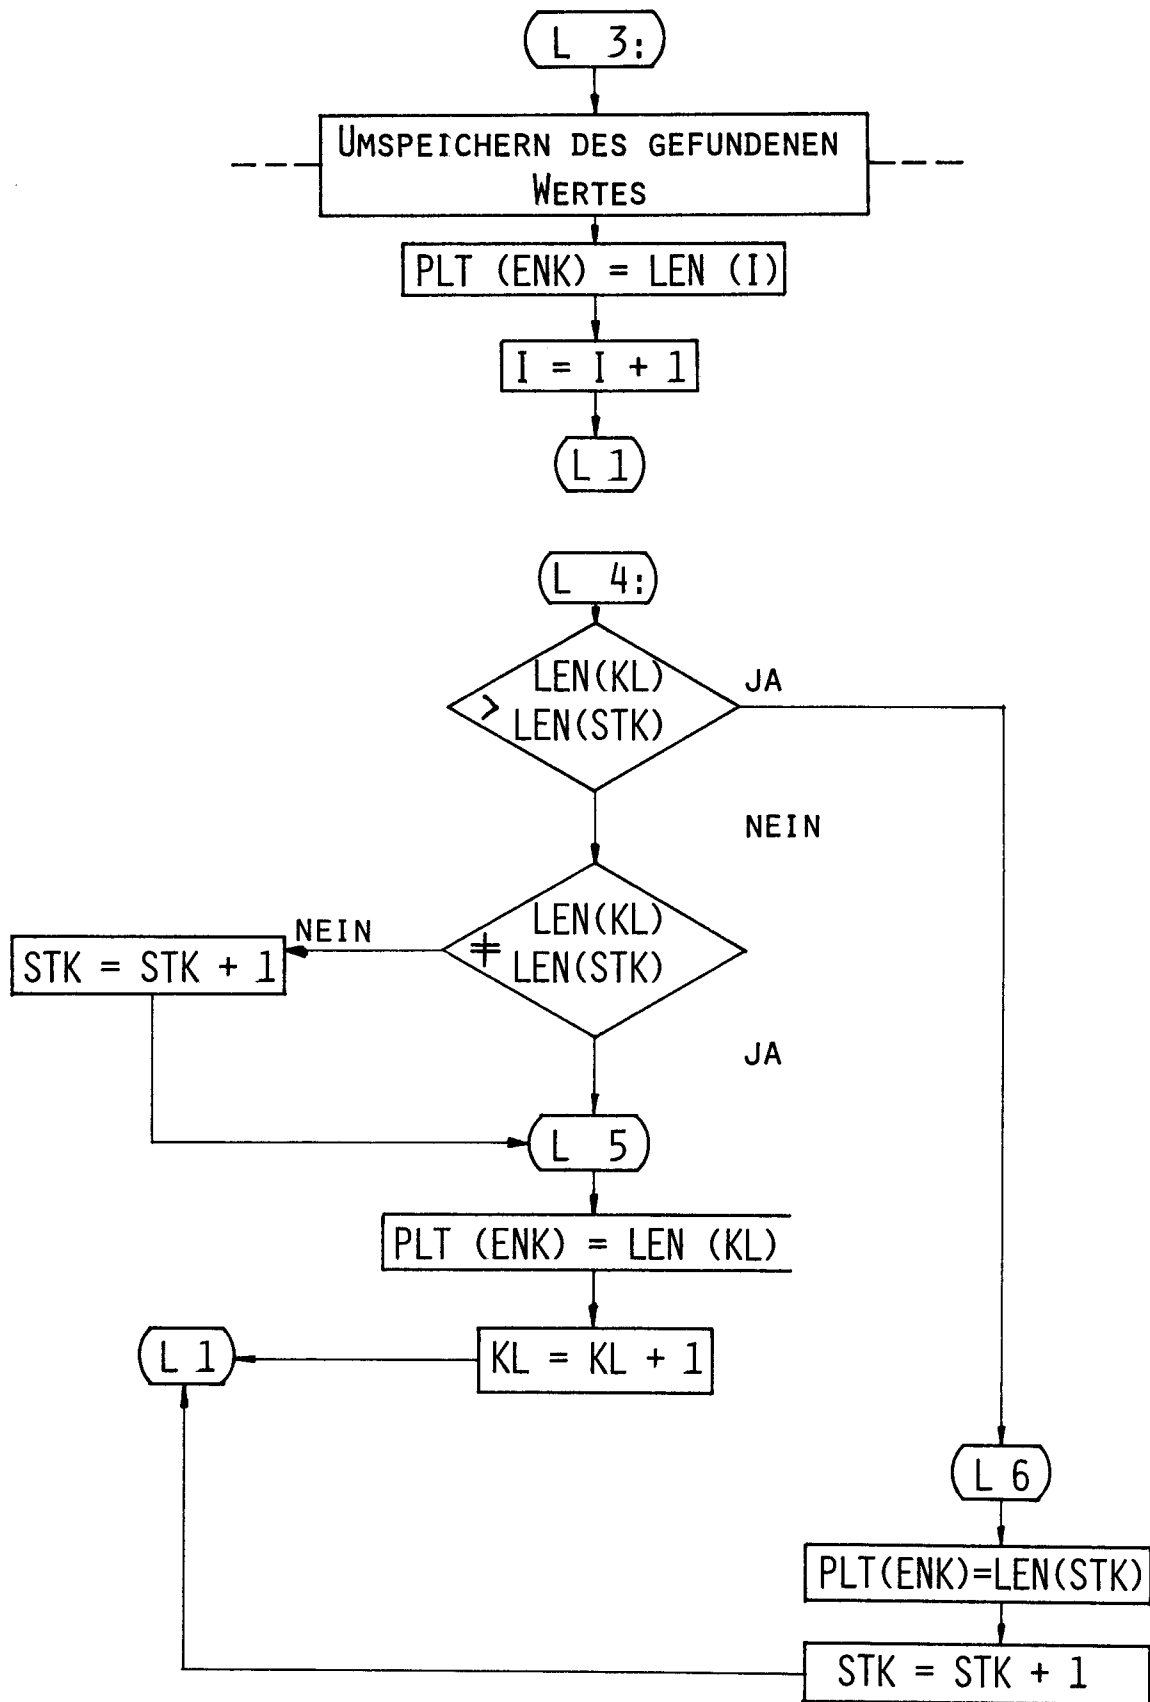 L 3:
UMSPEICHERN DES GEFUNDENEN
WERTES
PLT (ENK) = LEN (I)
I = I + 1
L 1
L 4:
LEN(KL)
> LEN(STK)
JA
NEIN
LEN(KL)
≠ LEN(STK)
NEIN
STK = STK + 1
JA
L 5
PLT (ENK) = LEN (KL)
KL = KL + 1
L 1
L 6
PLT(ENK)=LEN(STK)
STK = STK + 1